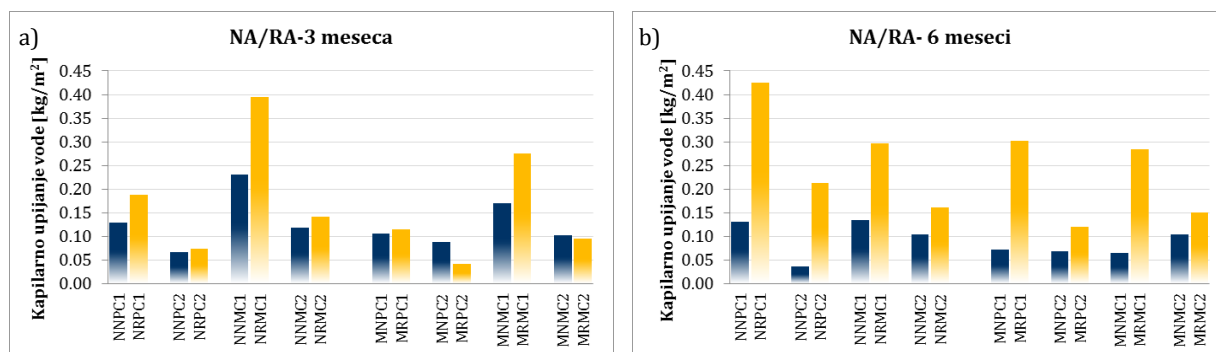 a)
NA/RA-3 meseca
Kapilarno upijanje vode [kg/m²]
0.45
0.40
0.35
0.30
0.25
0.20
0.15
0.10
0.05
0.00
NNPC1
NRPC1
NNPC2
NRPC2
NNMC1
NRMC1
NNMC2
NRMC2
MNPC1
MRPC1
MNPC2
MRPC2
MNMC1
MRMC1
MNMC2
MRMC2
b)
NA/RA- 6 meseci
Kapilarno upijanje vode [kg/m²]
0.45
0.40
0.35
0.30
0.25
0.20
0.15
0.10
0.05
0.00
NNPC1
NRPC1
NNPC2
NRPC2
NNMC1
NRMC1
NNMC2
NRMC2
MNPC1
MRPC1
MNPC2
MRPC2
MNMC1
MRMC1
MNMC2
MRMC2